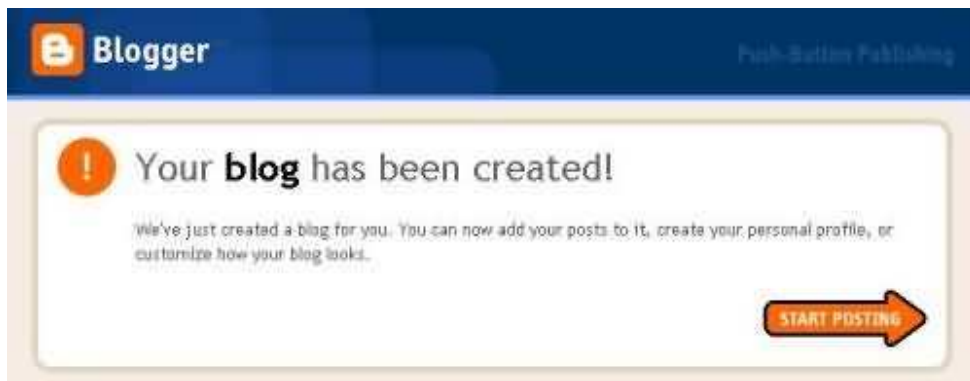 Blogger
Push-Button Publishing
Your blog has been created!
We've just created a blog for you. You can now add your posts to it, create your personal profile, or
customize how your blog looks.
START POSTING